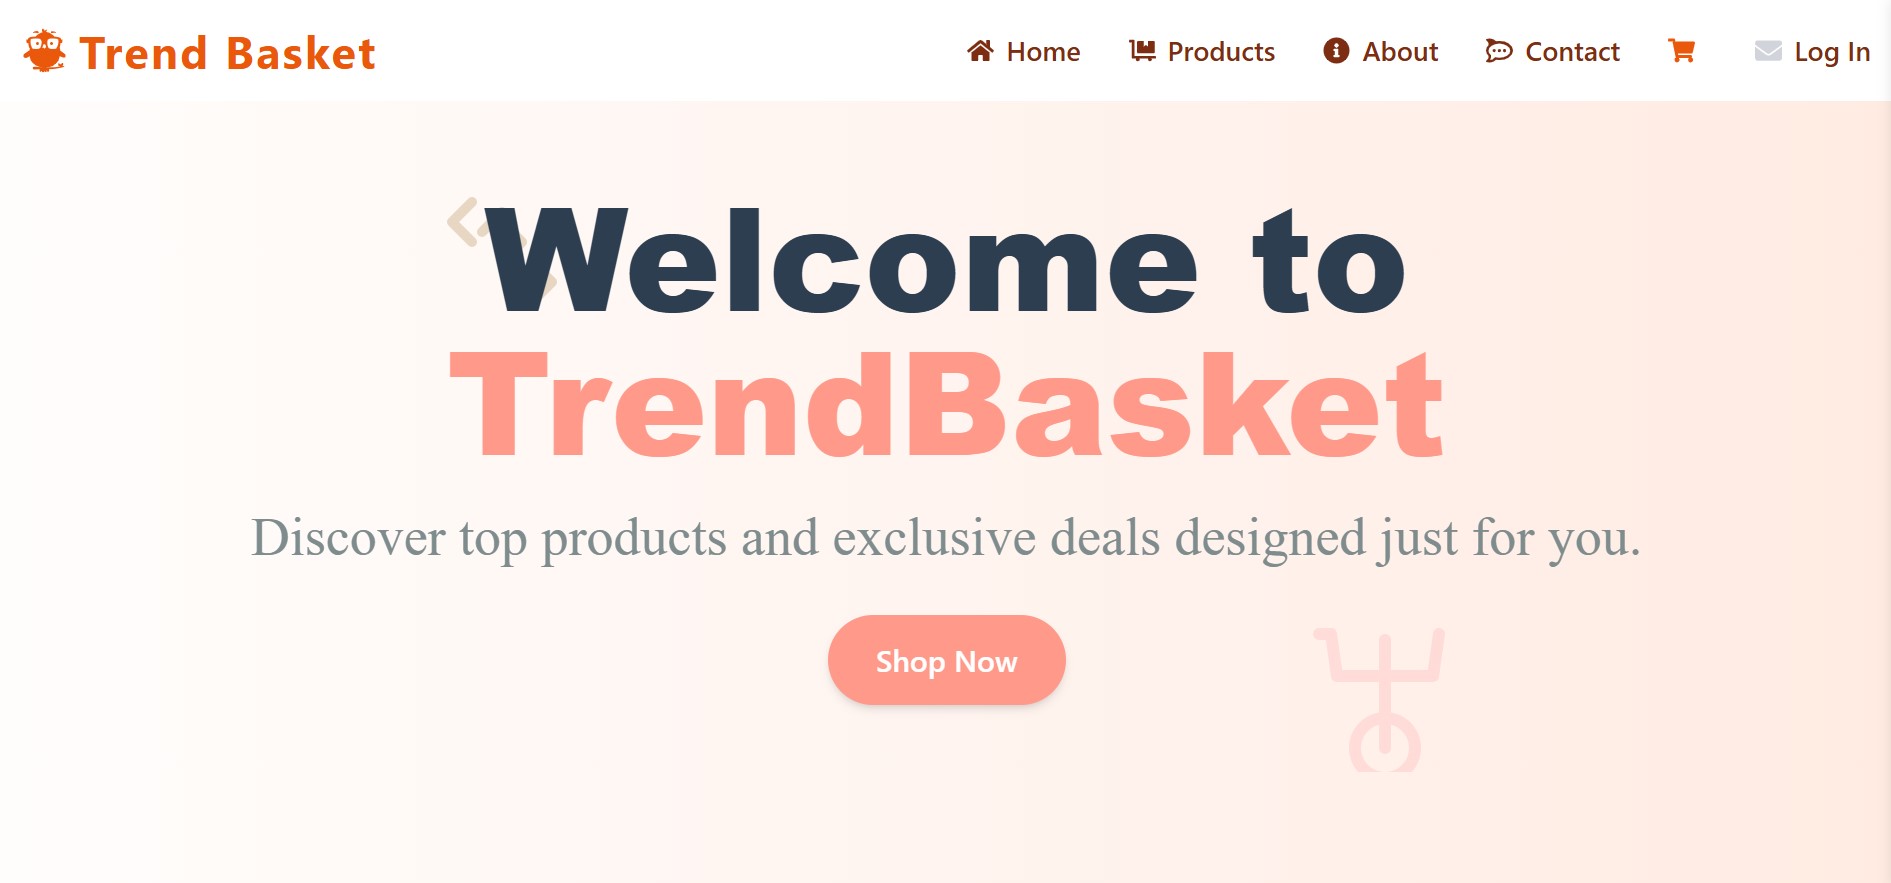 Trend Basket
Home Products About Contact Log In
Welcome to
TrendBasket
Discover top products and exclusive deals designed just for you.
Shop Now